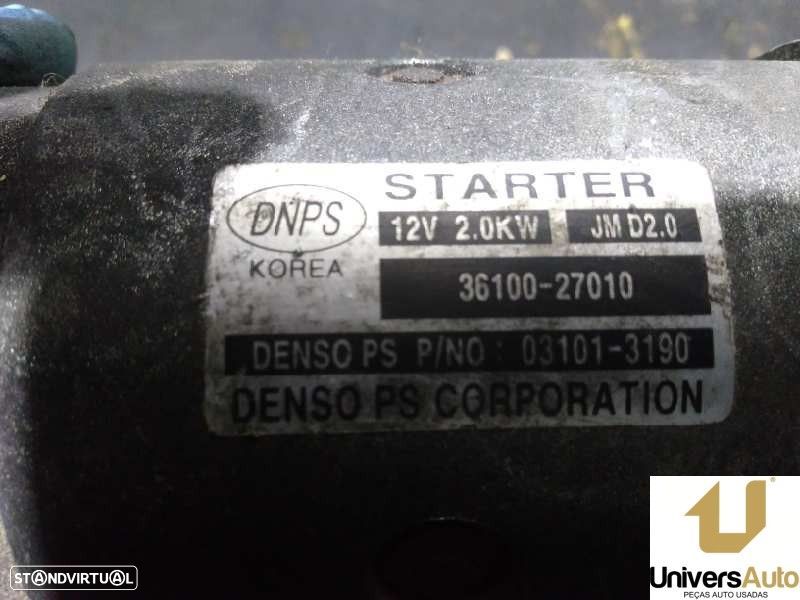 STARTER
DNPS
KOREA
12V 2.0KW
JM D2.0
36100-27010
DENSO PS P/NO : 03101-3190
DENSO PS CORPORATION
UniversAuto
PEÇAS AUTO USADAS
STANDVIRTUAL